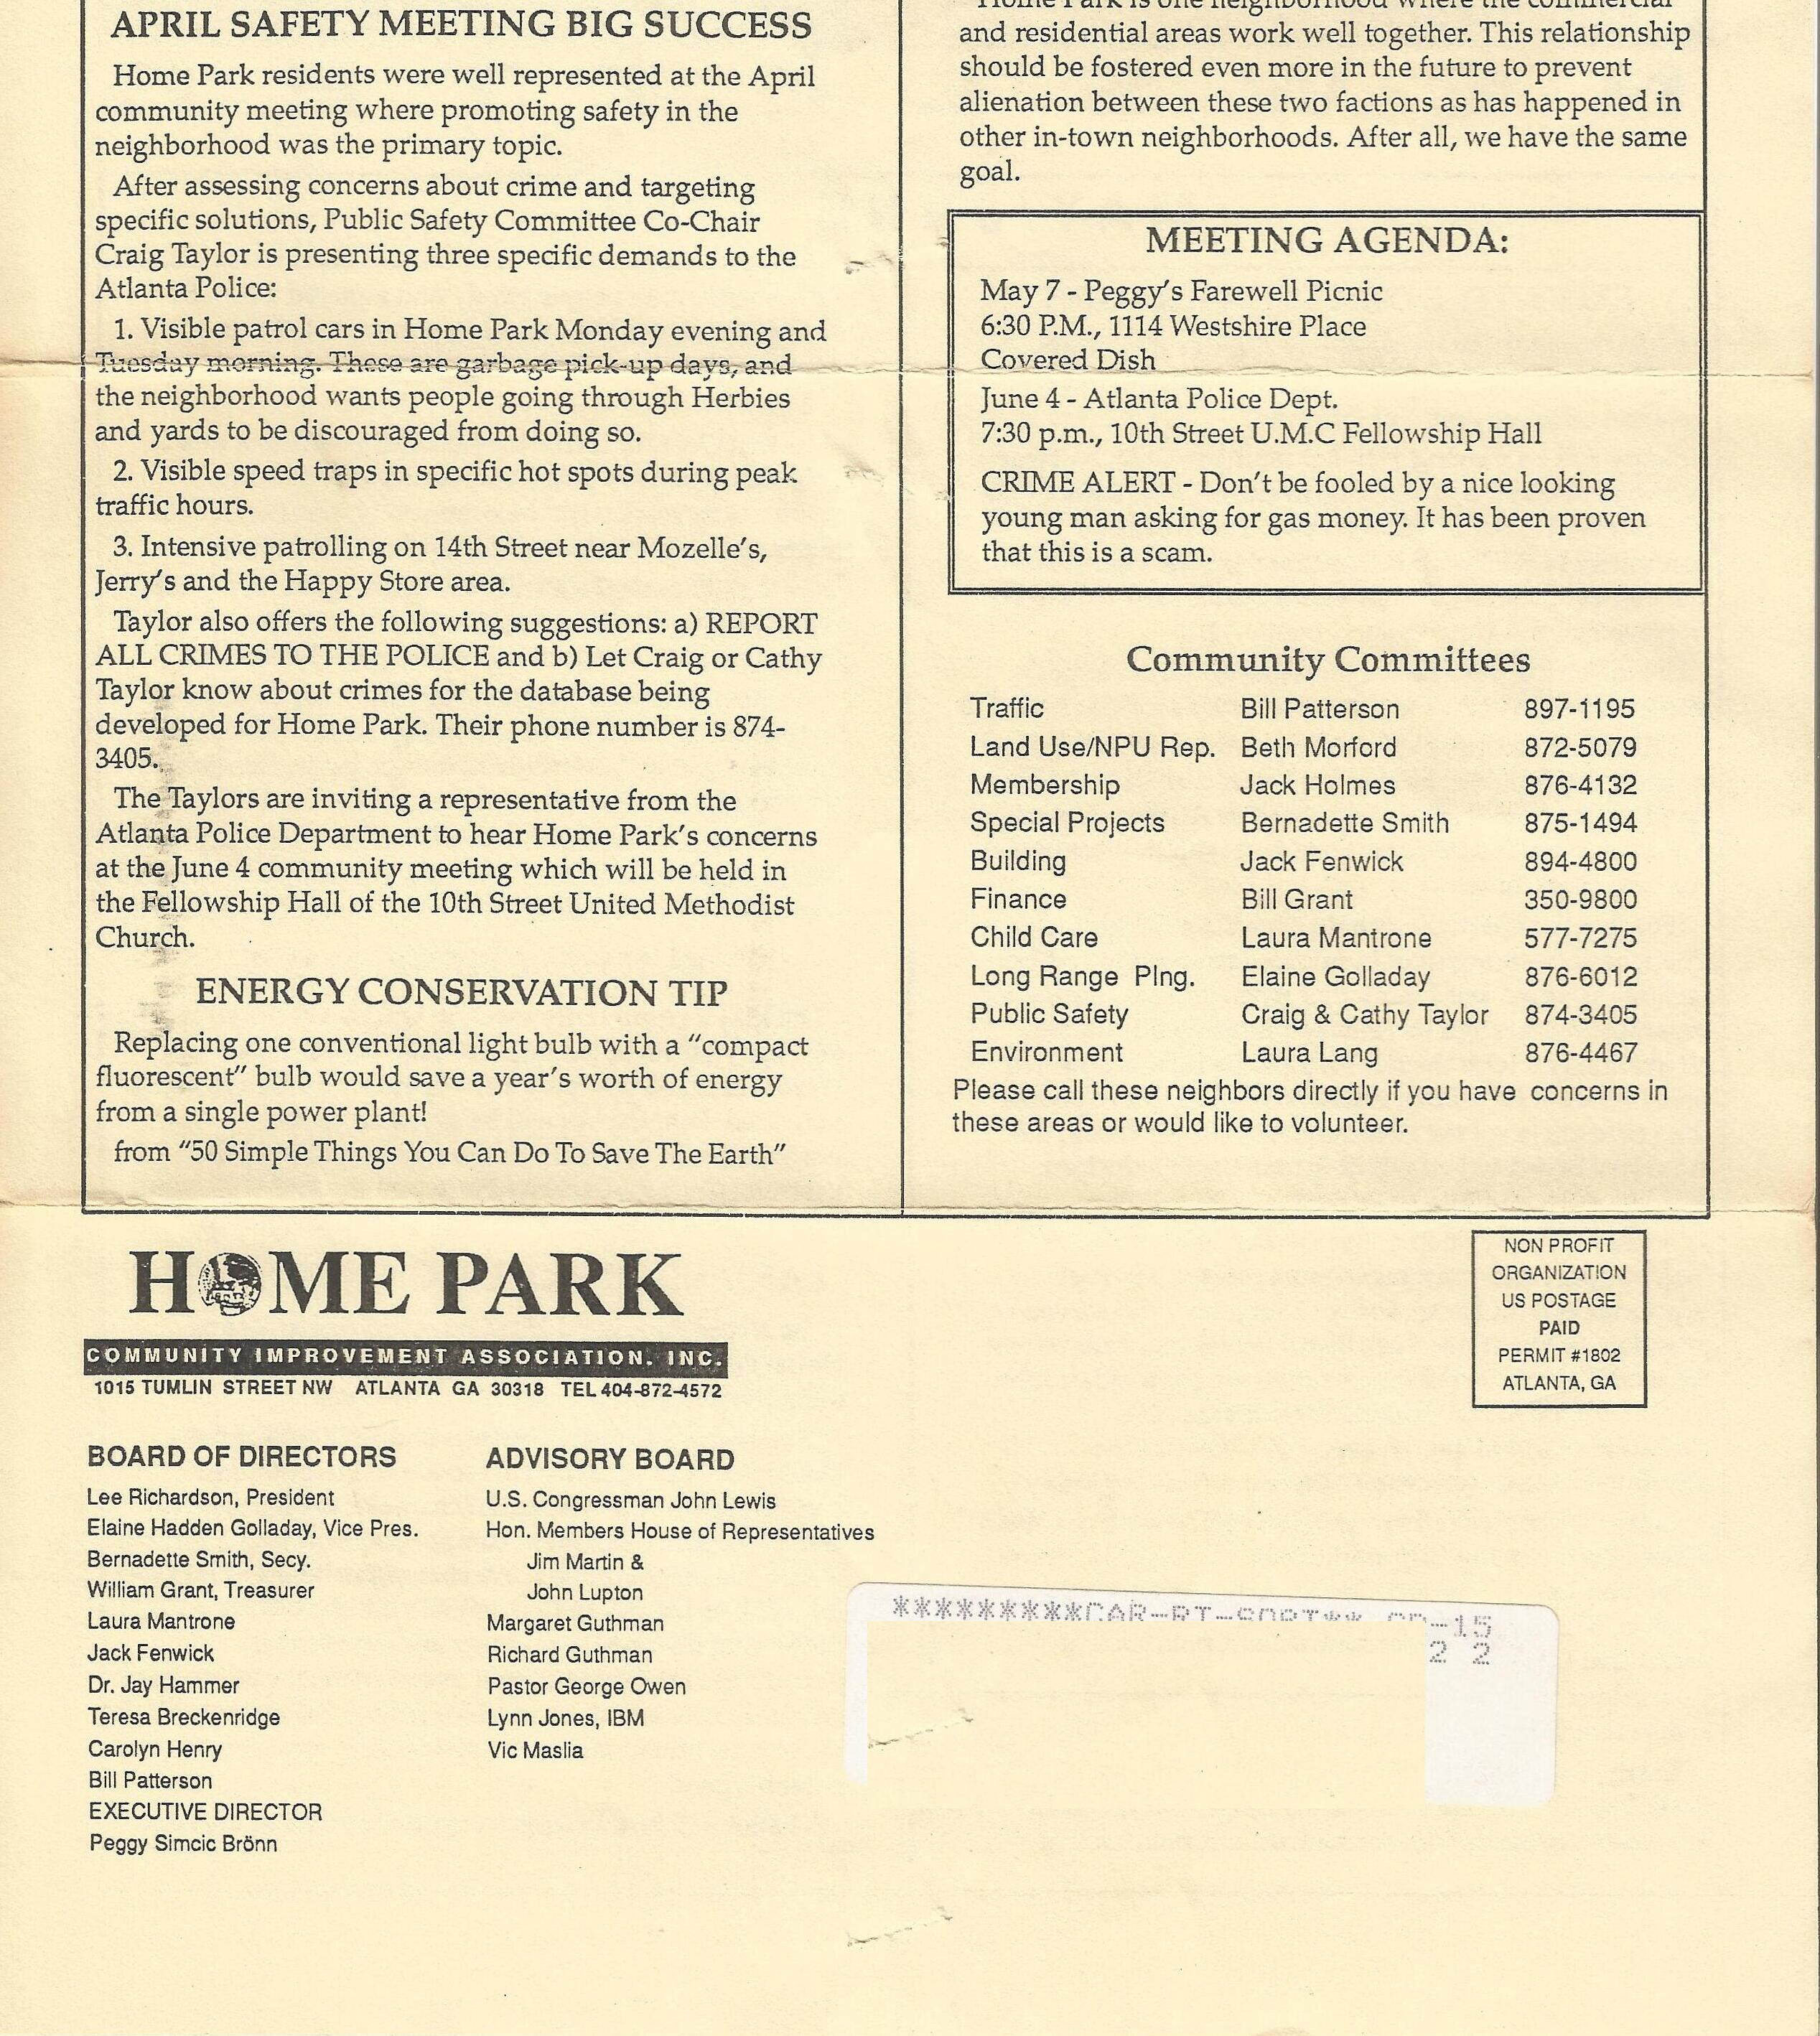 APRIL SAFETY MEETING BIG SUCCESS
Home Park residents were well represented at the April
community meeting where promoting safety in the
neighborhood was the primary topic.
After assessing concerns about crime and targeting
specific solutions, Public Safety Committee Co-Chair
Craig Taylor is presenting three specific demands to the
Atlanta Police:
1. Visible patrol cars in Home Park Monday evening and
Tuesday morning. These are garbage pick-up days, and
the neighborhood wants people going through Herbies
and yards to be discouraged from doing so.
2. Visible speed traps in specific hot spots during peak
traffic hours.
3. Intensive patrolling on 14th Street near Mozelle's,
Jerry's and the Happy Store area.
Taylor also offers the following suggestions: a) REPORT
ALL CRIMES TO THE POLICE and b) Let Craig or Cathy
Taylor know about crimes for the database being
developed for Home Park. Their phone number is 874-
3405.
The Taylors are inviting a representative from the
Atlanta Police Department to hear Home Park's concerns
at the June 4 community meeting which will be held in
the Fellowship Hall of the 10th Street United Methodist
Church.
ENERGY CONSERVATION TIP
Replacing one conventional light bulb with a "compact
fluorescent" bulb would save a year's worth of energy
from a single power plant!
from "50 Simple Things You Can Do To Save The Earth"
Home Park is one neighborhood where the commercial
and residential areas work well together. This relationship
should be fostered even more in the future to prevent
alienation between these two factions as has happened in
other in-town neighborhoods. After all, we have the same
goal.
MEETING AGENDA:
May 7 - Peggy's Farewell Picnic
6:30 P.M., 1114 Westshire Place
Covered Dish
June 4 - Atlanta Police Dept.
7:30 p.m., 10th Street U.M.C Fellowship Hall
CRIME ALERT - Don't be fooled by a nice looking
young man asking for gas money. It has been proven
that this is a scam.
Community Committees
Traffic Bill Patterson 897-1195
Land Use/NPU Rep. Beth Morford 872-5079
Membership Jack Holmes 876-4132
Special Projects Bernadette Smith 875-1494
Building Jack Fenwick 894-4800
Finance Bill Grant 350-9800
Child Care Laura Mantrone 577-7275
Long Range Plng. Elaine Golladay 876-6012
Public Safety Craig & Cathy Taylor 874-3405
Environment Laura Lang 876-4467
Please call these neighbors directly if you have concerns in
these areas or would like to volunteer.
HOME PARK
COMMUNITY IMPROVEMENT ASSOCIATION. INC.
1015 TUMLIN STREET NW ATLANTA GA 30318 TEL 404-872-4572
NON PROFIT
ORGANIZATION
US POSTAGE
PAID
PERMIT #1802
ATLANTA, GA
BOARD OF DIRECTORS
Lee Richardson, President
Elaine Hadden Golladay, Vice Pres.
Bernadette Smith, Secy.
William Grant, Treasurer
Laura Mantrone
Jack Fenwick
Dr. Jay Hammer
Teresa Breckenridge
Carolyn Henry
Bill Patterson
EXECUTIVE DIRECTOR
Peggy Simcic Brönn
ADVISORY BOARD
U.S. Congressman John Lewis
Hon. Members House of Representatives
Jim Martin &
John Lupton
Margaret Guthman
Richard Guthman
Pastor George Owen
Lynn Jones, IBM
Vic Maslia
*********CAR-RT-SORT** -15
2 2